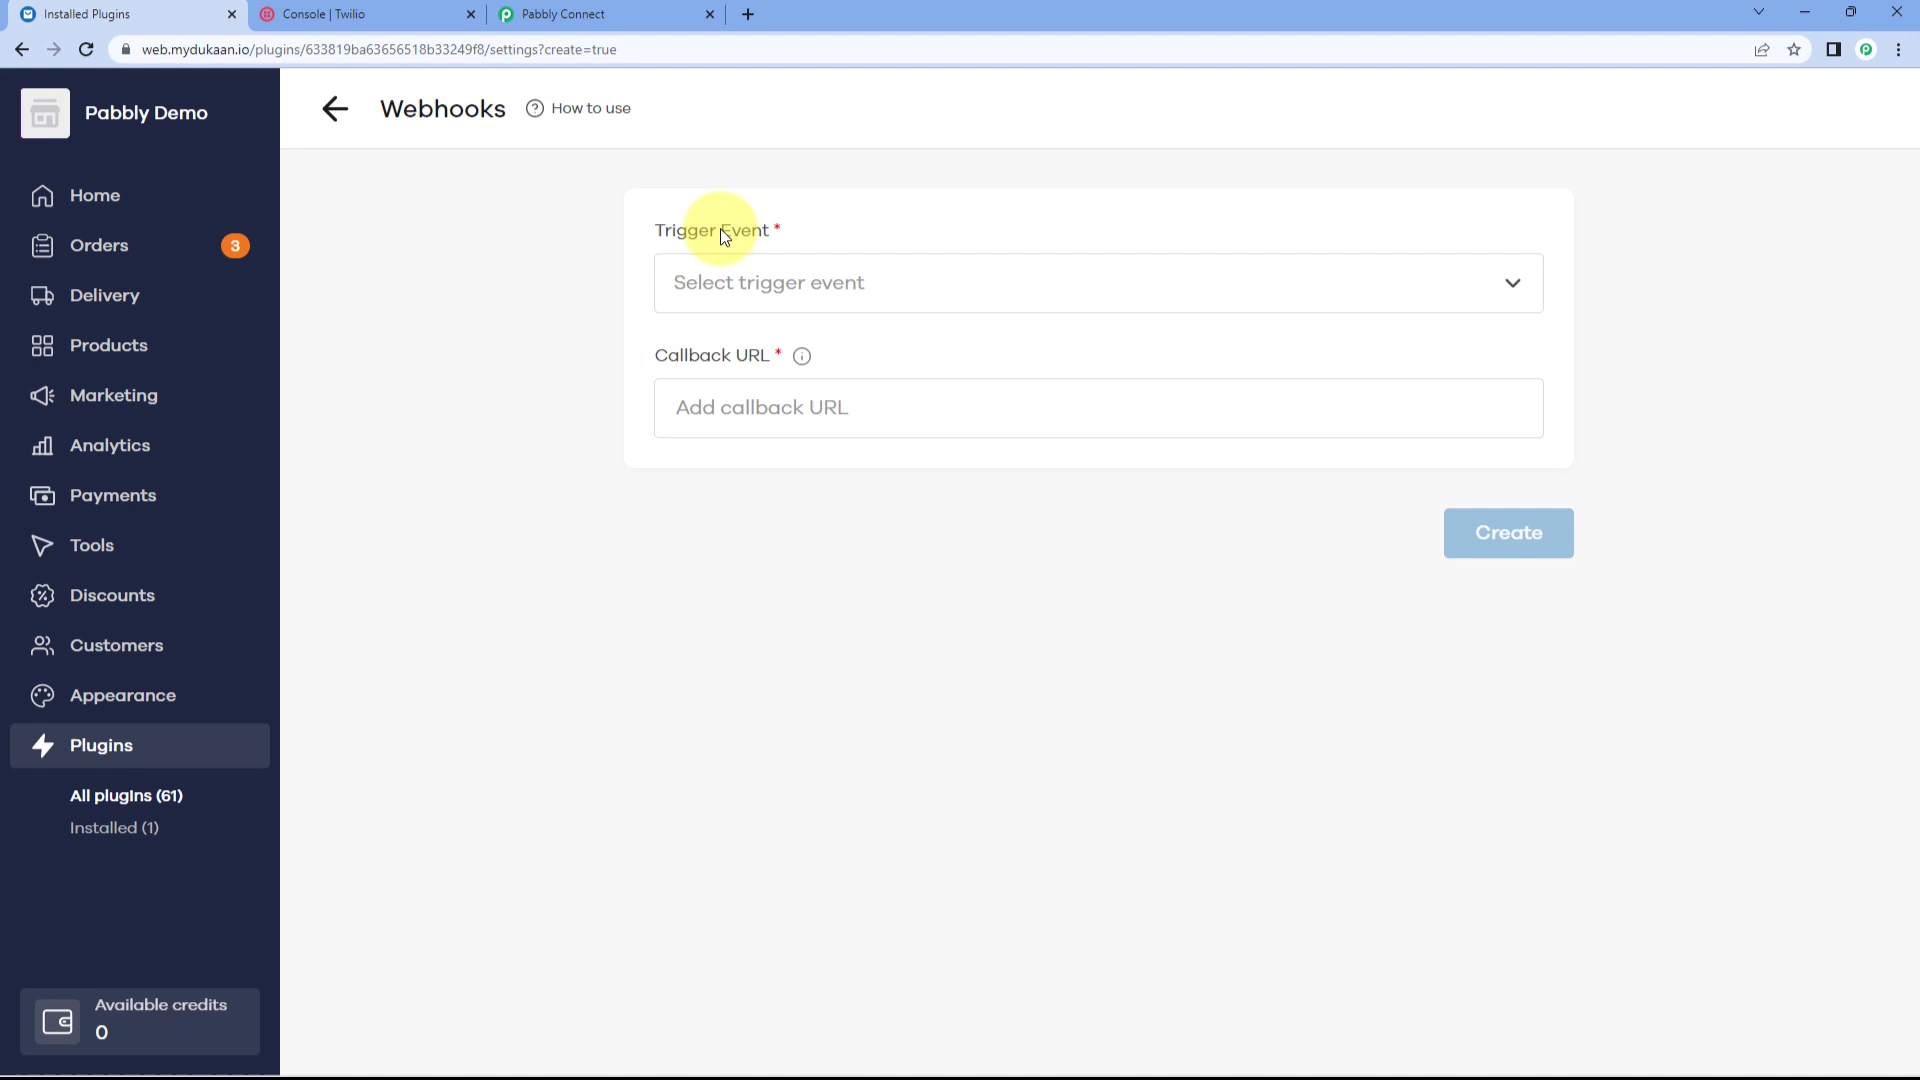 Installed Plugins
Console | Twilio
Pabbly Connect
web.mydukaan.io/plugins/633819ba63656518b33249f8/settings?create=true
Pabbly Demo
Webhooks
How to use
Home
Orders
3
Delivery
Products
Marketing
Analytics
Payments
Tools
Discounts
Customers
Appearance
Plugins
All plugins (61)
Installed (1)
Available credits
0
Trigger Event *
Select trigger event
Callback URL *
Add callback URL
Create